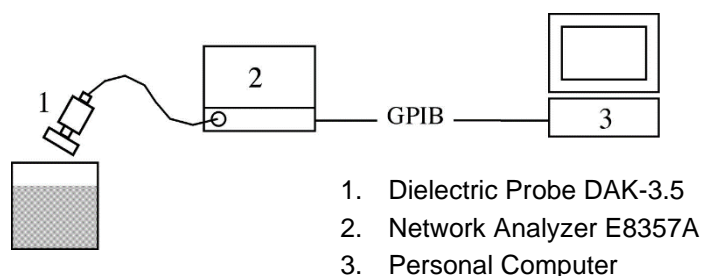 1
2
GPIB
3
1. Dielectric Probe DAK-3.5
2. Network Analyzer E8357A
3. Personal Computer